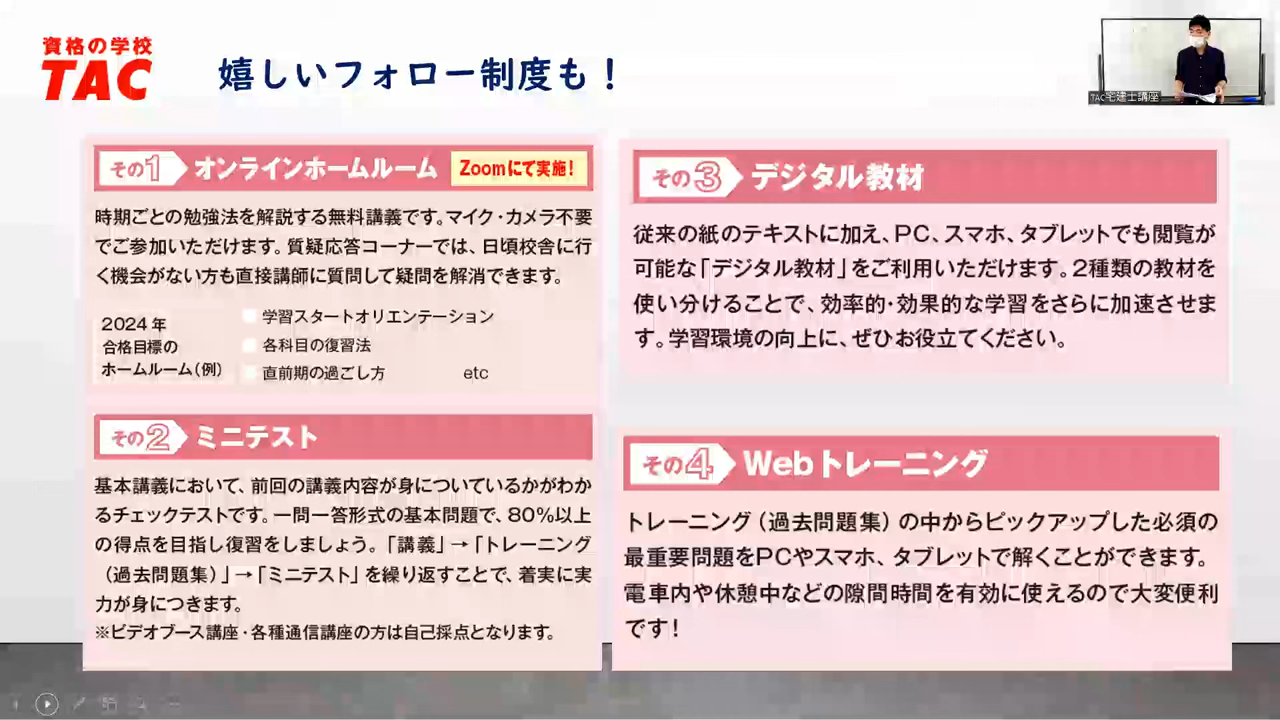 資格の学校
TAC
嬉しいフォロー制度も！
TAC宅建士講座
その1 オンラインホームルーム Zoomにて実施！
時期ごとの勉強法を解説する無料講義です。マイク・カメラ不要
でご参加いただけます。質疑応答コーナーでは、日頃校舎に行
く機会がない方も直接講師に質問して疑問を解消できます。
2024年
合格目標の
ホームルーム（例）
学習スタートオリエンテーション
各科目の復習法
直前期の過ごし方 etc
その2 ミニテスト
基本講義において、前回の講義内容が身についているかがわか
るチェックテストです。一問一答形式の基本問題で、80％以上
の得点を目指し復習をしましょう。「講義」→「トレーニング
（過去問題集）」→「ミニテスト」を繰り返すことで、着実に実
力が身につきます。
※ビデオブース講座・各種通信講座の方は自己採点となります。
その3 デジタル教材
従来の紙のテキストに加え、PC、スマホ、タブレットでも閲覧が
可能な「デジタル教材」をご利用いただけます。2種類の教材を
使い分けることで、効率的・効果的な学習をさらに加速させま
す。学習環境の向上に、ぜひお役立てください。
その4 Webトレーニング
トレーニング（過去問題集）の中からピックアップした必須の
最重要問題をPCやスマホ、タブレットで解くことができます。
電車内や休憩中などの隙間時間を有効に使えるので大変便利
です！